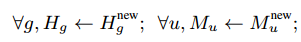 ∀g, H_g ← H_g^new; ∀u, M_u ← M_u^new;